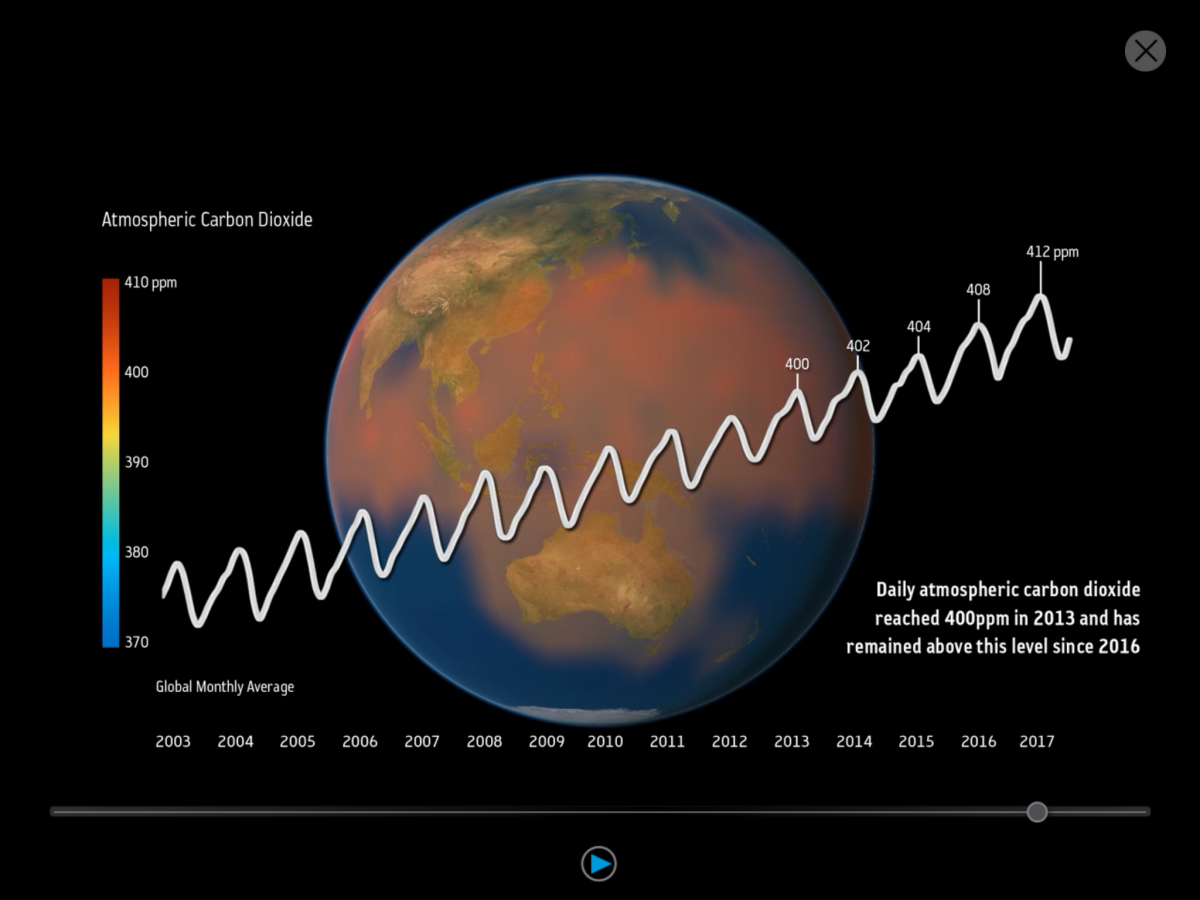 Atmospheric Carbon Dioxide
412 ppm
410 ppm
408
404
402
400
400
390
380
370
Daily atmospheric carbon dioxide
reached 400ppm in 2013 and has
remained above this level since 2016
Global Monthly Average
2003 2004 2005 2006 2007 2008 2009 2010 2011 2012 2013 2014 2015 2016 2017